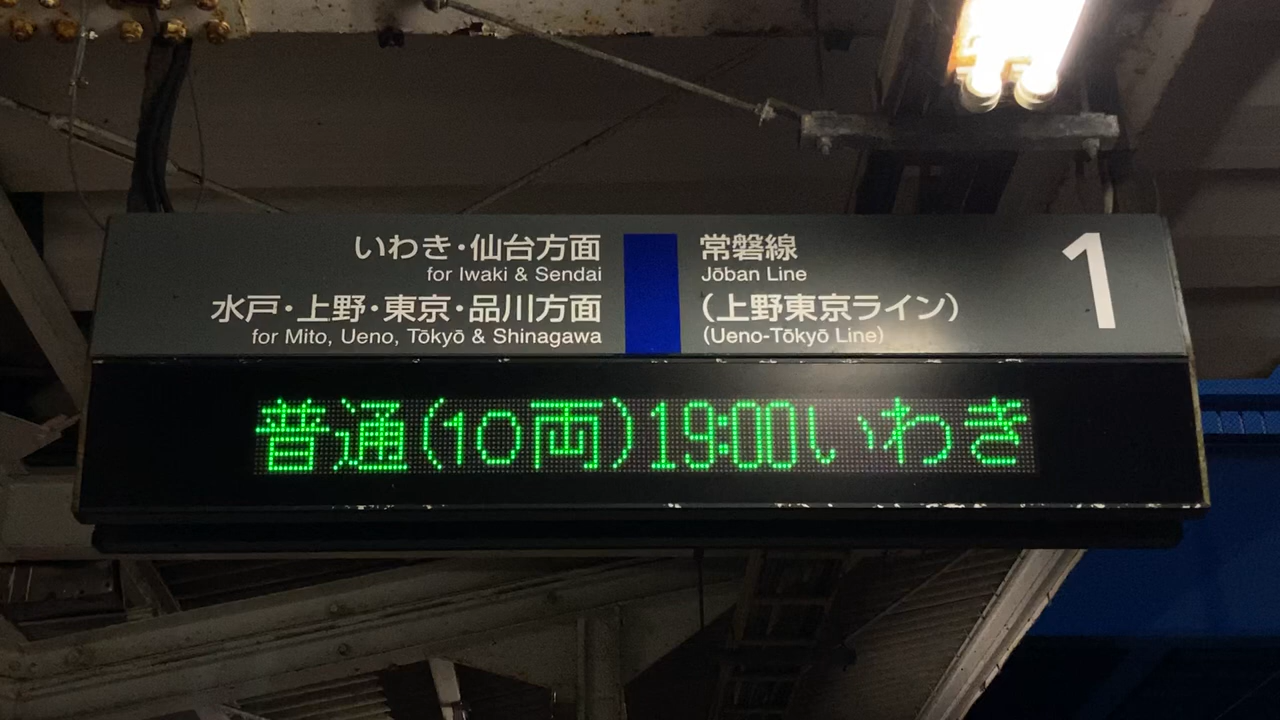 いわき・仙台方面
for Iwaki & Sendai
水戸・上野・東京・品川方面
for Mito, Ueno, Tōkyō & Shinagawa
常磐線
Jōban Line
（上野東京ライン）
(Ueno-Tōkyō Line)
1
普通(10両)19:00いわき